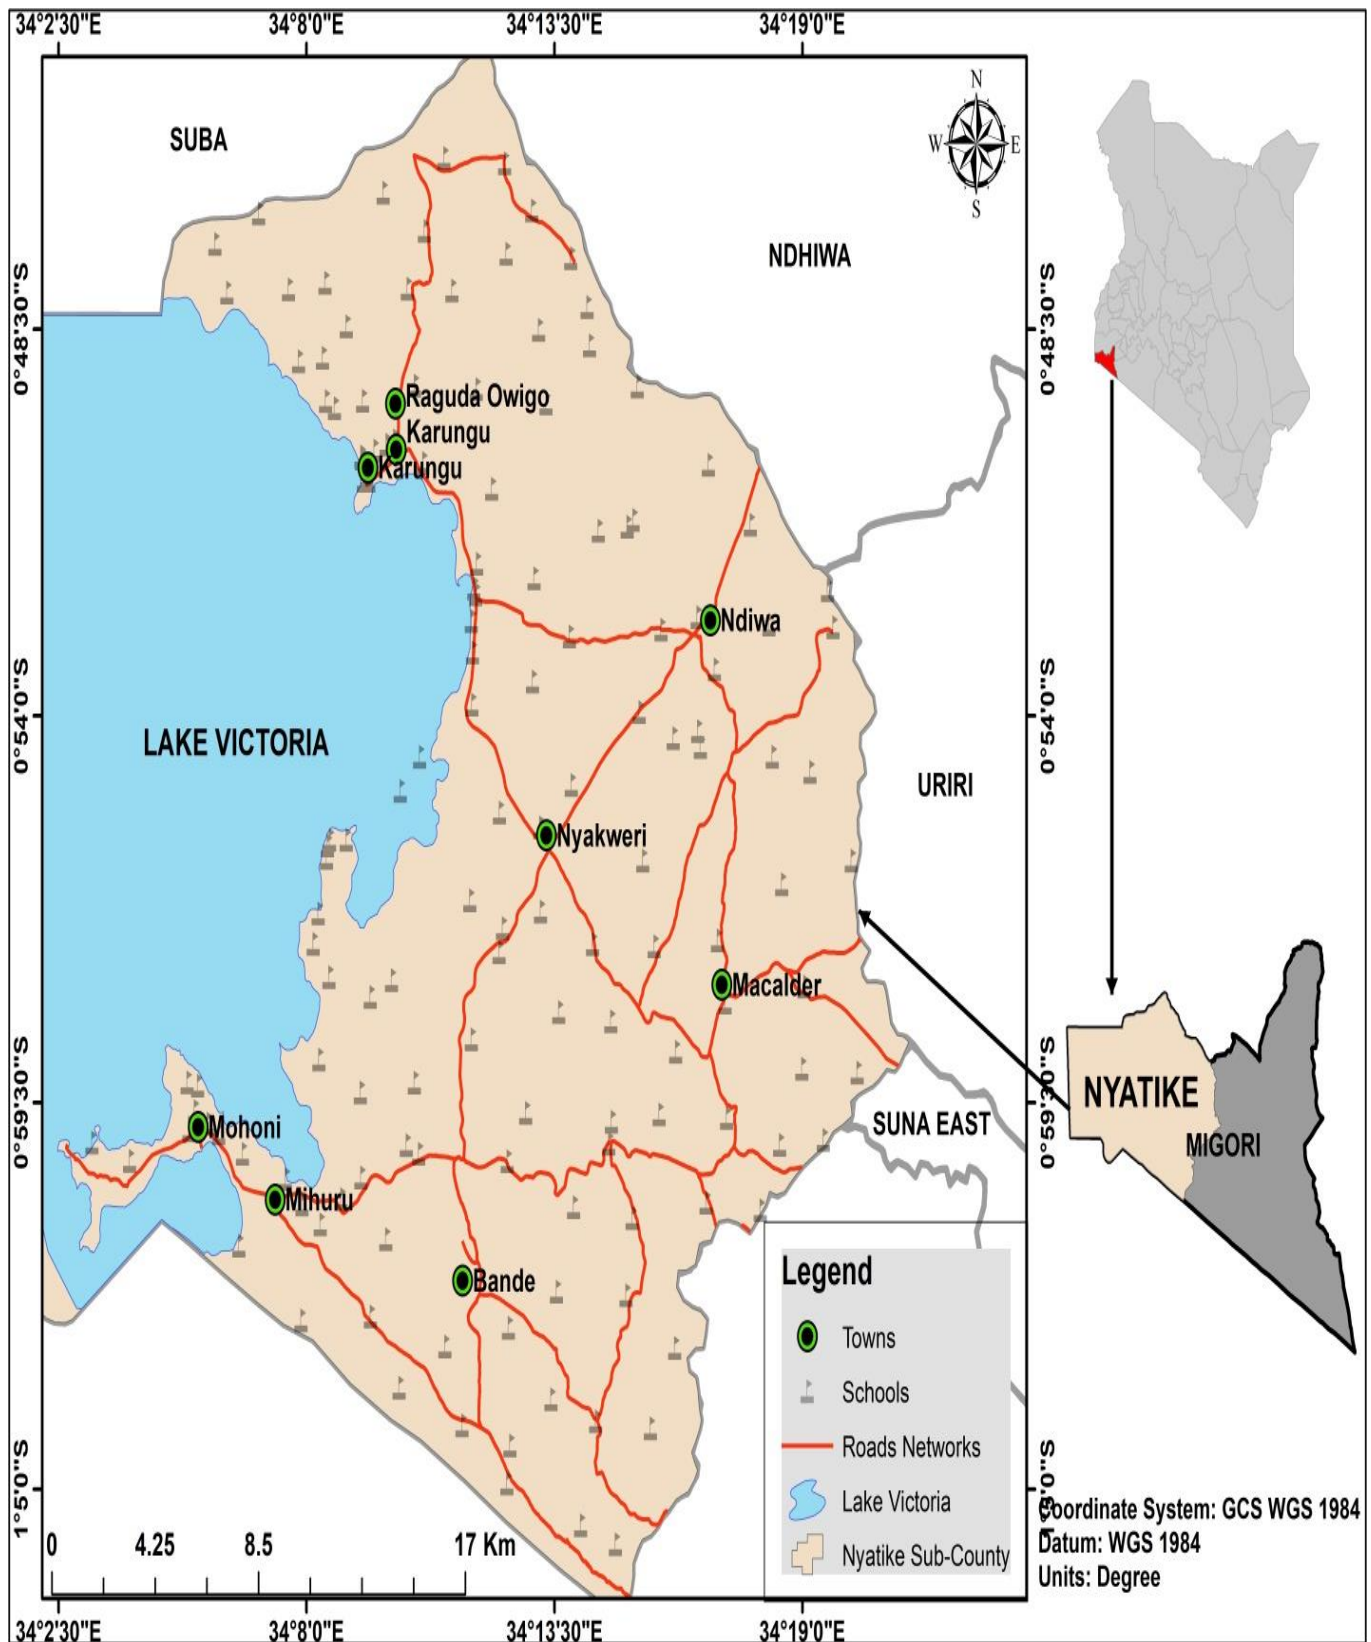 34°2'30"E 34°8'0"E 34°13'30"E 34°19'0"E
N
W E
S
SUBA
NDHIWA
0°48'30"S
0°48'30"S
Raguda Owigo
Karungu
Karungu
Ndiwa
0°54'0"S
0°54'0"S
LAKE VICTORIA
URIRI
Nyakweri
Macalder
0°59'30"S
0°59'30"S
NYATIKE
MIGORI
SUNA EAST
Mohoni
Mihuru
Bande
Legend
Towns
Schools
Roads Networks
Lake Victoria
Nyatike Sub-County
1°5'0"S
0 4.25 8.5 17 Km
Coordinate System: GCS WGS 1984
Datum: WGS 1984
Units: Degree
34°2'30"E 34°8'0"E 34°13'30"E 34°19'0"E